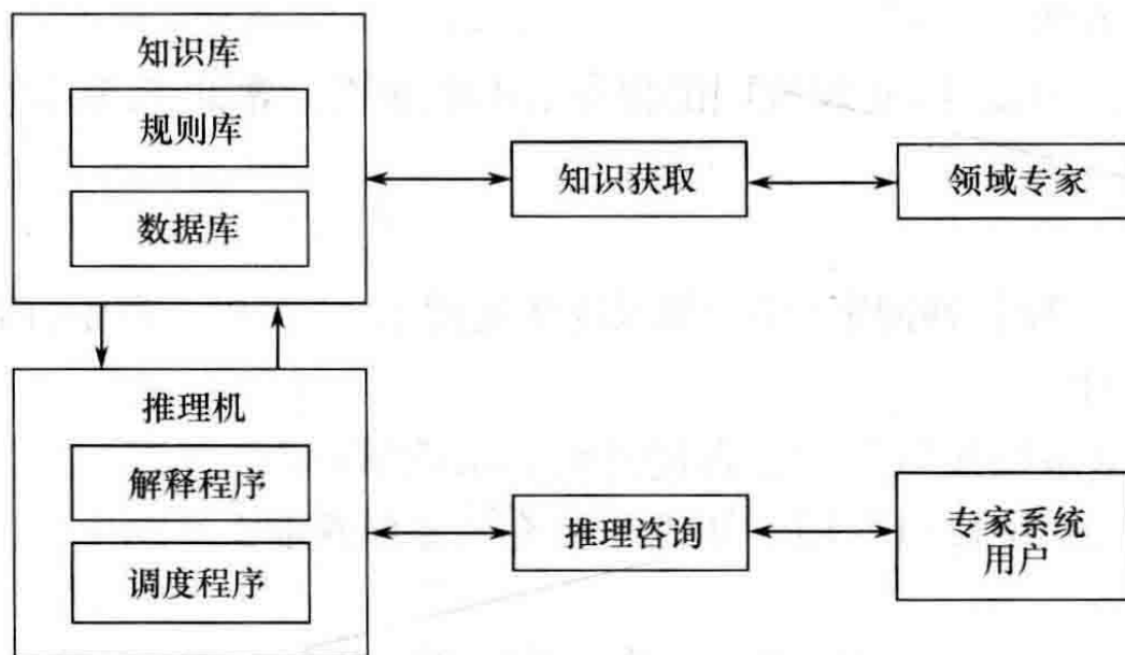 知识库
规则库
数据库
知识获取
领域专家
推理机
解释程序
调度程序
推理咨询
专家系统
用户